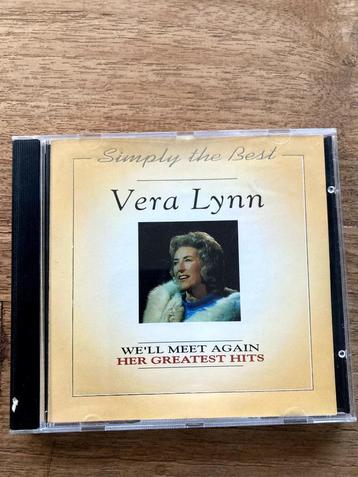 Simply the Best
Vera Lynn
WE'LL MEET AGAIN
HER GREATEST HITS